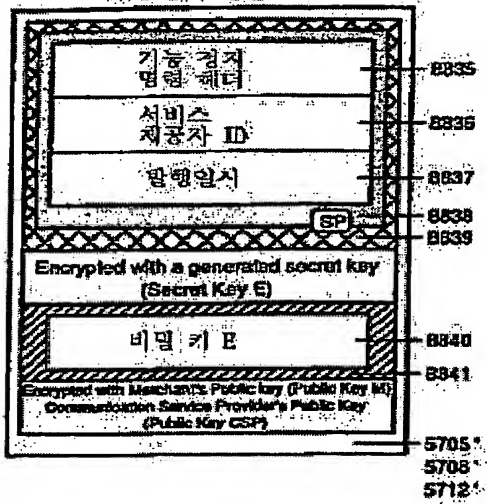 기능 정지
명령 헤더
8835
서비스
제공자 ID
8836
발행일시
8837
SP
8838
8839
Encrypted with a generated secret key
(Secret Key E)
비밀 키 E
8840
8841
Encrypted with Merchant's Public key (Public Key M)
Communication Service Provider's Public Key
(Public Key CSP)
5705"
5708"
5712"